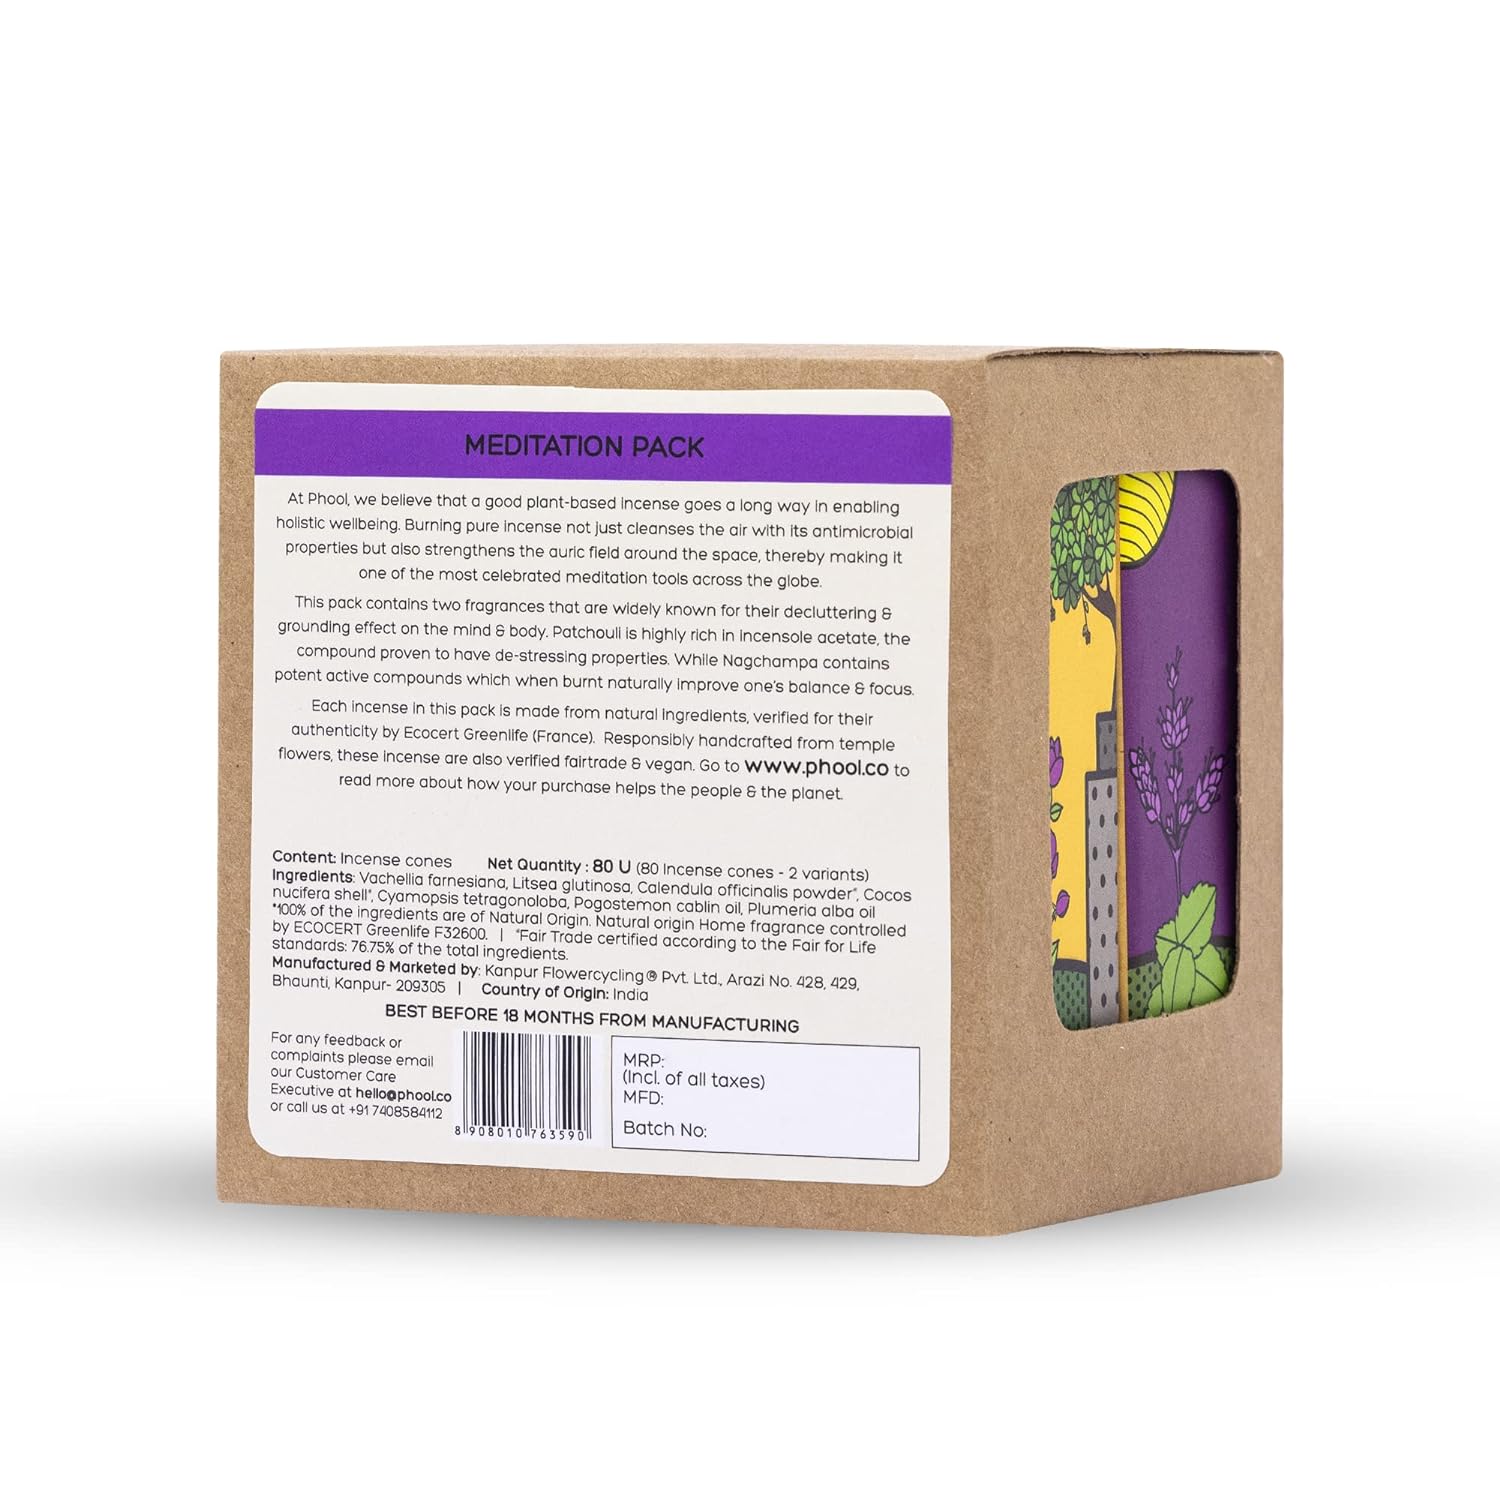 MEDITATION PACK
At Phool, we believe that a good plant-based incense goes a long way in enabling
holistic wellbeing. Burning pure incense not just cleanses the air with its antimicrobial
properties but also strengthens the auric field around the space, thereby making it
one of the most celebrated meditation tools across the globe.
This pack contains two fragrances that are widely known for their decluttering &
grounding effect on the mind & body. Patchouli is highly rich in incensole acetate, the
compound proven to have de-stressing properties. While Nagchampa contains
potent active compounds which when burnt naturally improve one's balance & focus.
Each incense in this pack is made from natural ingredients, verified for their
authenticity by Ecocert Greenlife (France). Responsibly handcrafted from temple
flowers, these incense are also verified fairtrade & vegan. Go to www.phool.co to
read more about how your purchase helps the people & the planet.
Content: Incense cones Net Quantity : 80 U (80 Incense cones - 2 variants)
Ingredients: Vachellia farnesiana, Litsea glutinosa, Calendula officinalis powder*, Cocos
nucifera shell*, Cyamopsis tetragonoloba, Pogostemon cablin oil, Plumeria alba oil
*100% of the ingredients are of Natural Origin. Natural origin Home fragrance controlled
by ECOCERT Greenlife F32600. | *Fair Trade certified according to the Fair for Life
standards: 76.75% of the total ingredients.
Manufactured & Marketed by: Kanpur Flowercycling® Pvt. Ltd., Arazi No. 428, 429,
Bhaunti, Kanpur- 209305 | Country of Origin: India
BEST BEFORE 18 MONTHS FROM MANUFACTURING
For any feedback or
complaints please email
our Customer Care
Executive at hello@phool.co
or call us at +91 7408584112
8 908010 763590
MRP:
(Incl. of all taxes)
MFD:
Batch No: